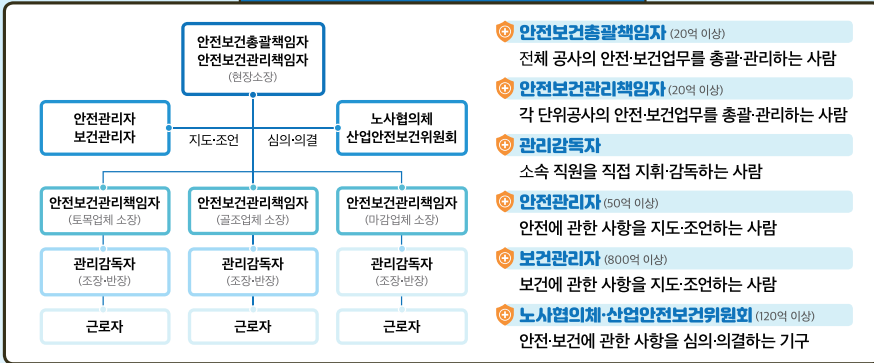 안전보건총괄책임자
안전보건관리책임자
(현장소장)
안전관리자
보건관리자
지도·조언
심의·의결
노사협의체
산업안전보건위원회
안전보건관리책임자
(토목업체 소장)
안전보건관리책임자
(골조업체 소장)
안전보건관리책임자
(마감업체 소장)
관리감독자
(조장·반장)
관리감독자
(조장·반장)
관리감독자
(조장·반장)
근로자
근로자
근로자
안전보건총괄책임자 (20억 이상)
전체 공사의 안전·보건업무를 총괄·관리하는 사람
안전보건관리책임자 (20억 이상)
각 단위공사의 안전·보건업무를 총괄·관리하는 사람
관리감독자
소속 직원을 직접 지휘·감독하는 사람
안전관리자 (50억 이상)
안전에 관한 사항을 지도·조언하는 사람
보건관리자 (800억 이상)
보건에 관한 사항을 지도·조언하는 사람
노사협의체·산업안전보건위원회 (120억 이상)
안전·보건에 관한 사항을 심의·의결하는 기구